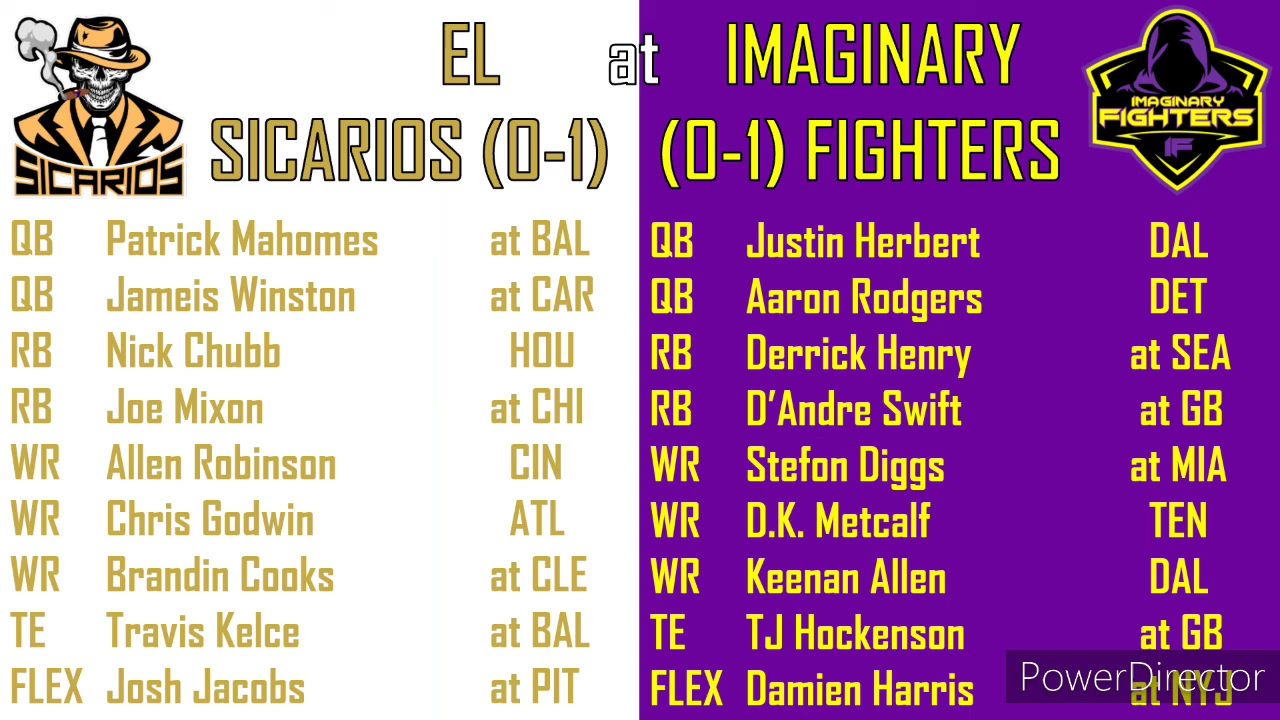 EL at IMAGINARY
SICARIOS (0-1) (0-1) FIGHTERS
SICARIOS
IMAGINARY
FIGHTERS
IF
QB Patrick Mahomes at BAL QB Justin Herbert DAL
QB Jameis Winston at CAR QB Aaron Rodgers DET
RB Nick Chubb HOU RB Derrick Henry at SEA
RB Joe Mixon at CHI RB D'Andre Swift at GB
WR Allen Robinson CIN WR Stefon Diggs at MIA
WR Chris Godwin ATL WR D.K. Metcalf TEN
WR Brandin Cooks at CLE WR Keenan Allen DAL
TE Travis Kelce at BAL TE TJ Hockenson at GB
FLEX Josh Jacobs at PIT FLEX Damien Harris at NYJ
PowerDirector